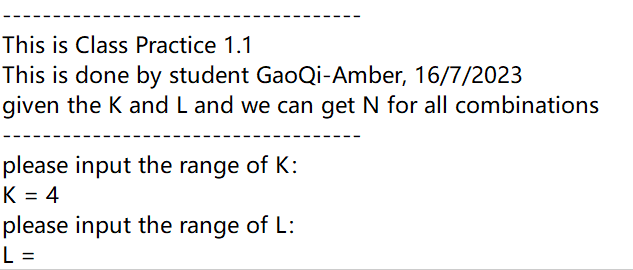 ------------------------------------
This is Class Practice 1.1
This is done by student GaoQi-Amber, 16/7/2023
given the K and L and we can get N for all combinations
------------------------------------
please input the range of K:
K = 4
please input the range of L:
L =